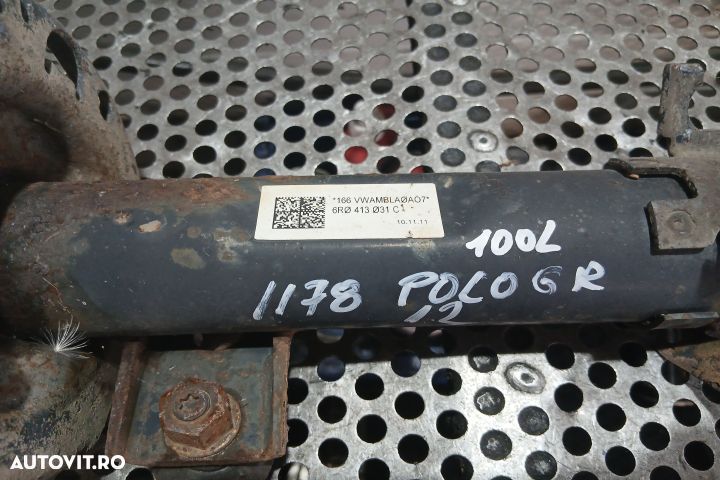 *166 VWAMBLAØAO7*
6RØ 413 Ø31 C
10.11.11
100L
1178 POLO 6R
12
AUTOVIT.RO